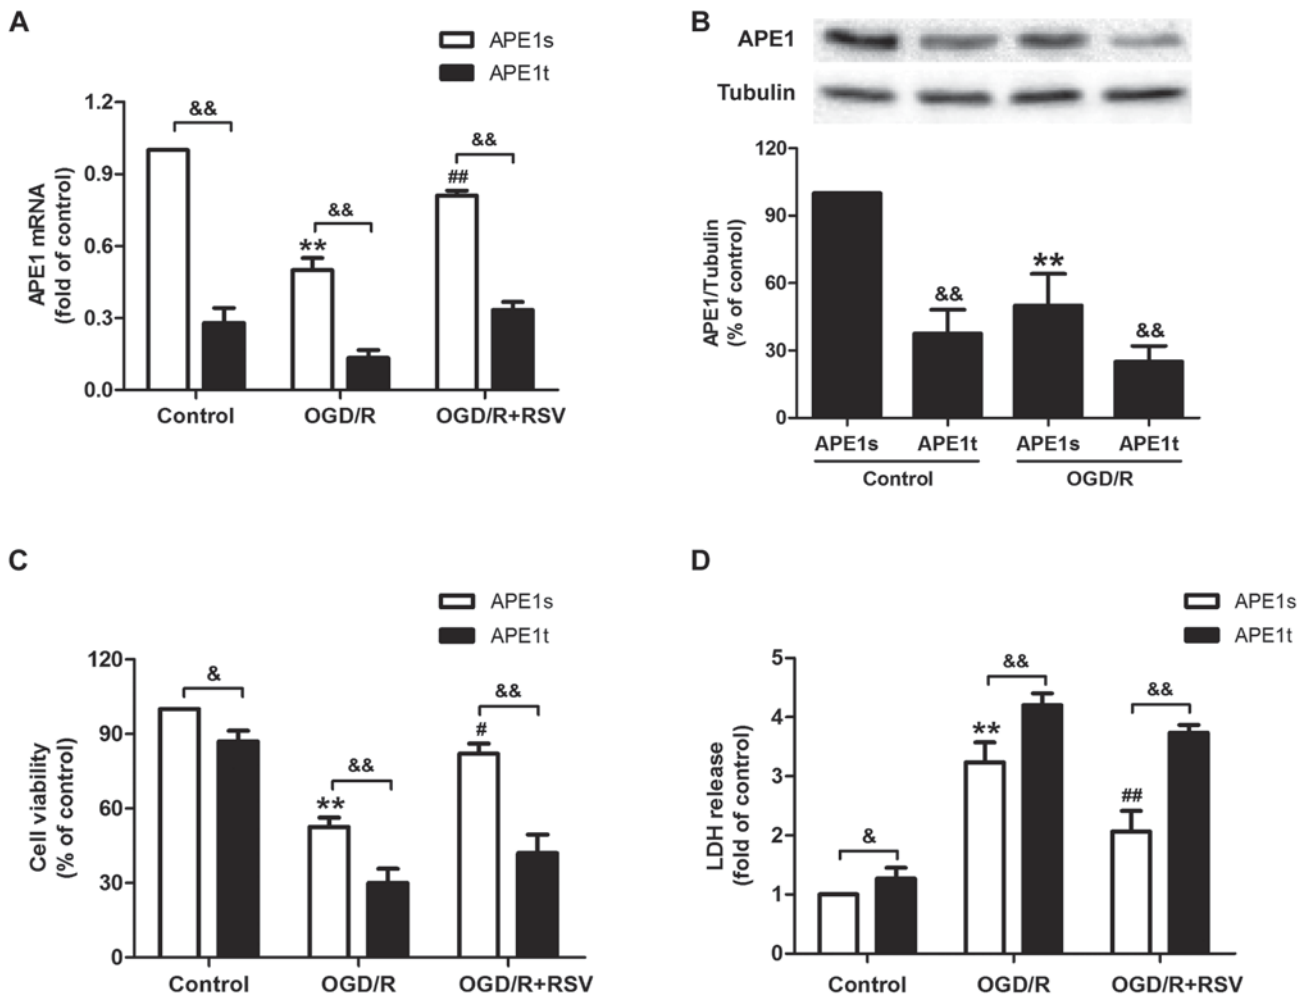 A
APE1s
APE1t
1.2
0.9
0.6
0.3
0.0
APE1 mRNA
(fold of control)
&&
**
&&
##
&&
Control
OGD/R
OGD/R+RSV
B
APE1
Tubulin
120
90
60
30
0
APE1/Tubulin
(% of control)
&&
**
&&
APE1s
APE1t
APE1s
APE1t
Control
OGD/R
C
APE1s
APE1t
120
90
60
30
0
Cell viability
(% of control)
&
**
&&
#
&&
Control
OGD/R
OGD/R+RSV
D
APE1s
APE1t
5
4
3
2
1
0
LDH release
(fold of control)
&
**
&&
##
&&
Control
OGD/R
OGD/R+RSV